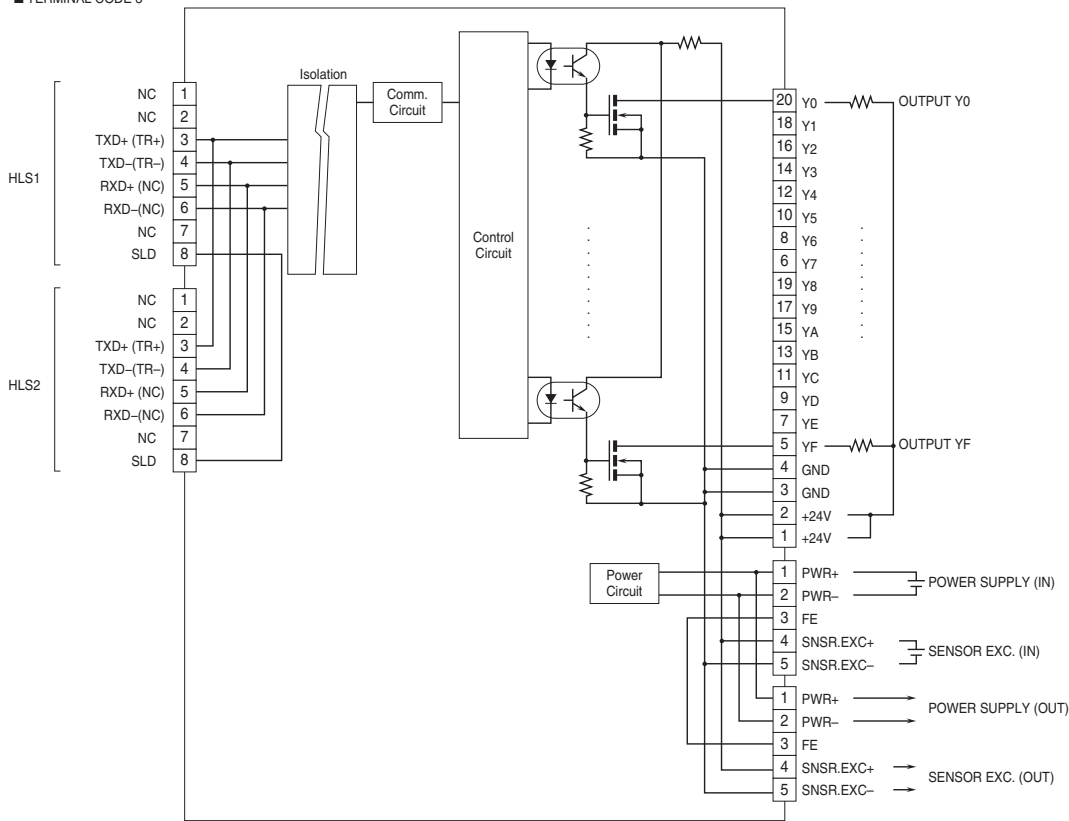 ■ TERMINAL CODE
HLS1
NC 1
NC 2
TXD+ (TR+) 3
TXD–(TR–) 4
RXD+ (NC) 5
RXD–(NC) 6
NC 7
SLD 8
HLS2
NC 1
NC 2
TXD+ (TR+) 3
TXD–(TR–) 4
RXD+ (NC) 5
RXD–(NC) 6
NC 7
SLD 8
Isolation
Comm.
Circuit
Control
Circuit
Power
Circuit
20 Y0 OUTPUT Y0
18 Y1
16 Y2
14 Y3
12 Y4
10 Y5
8 Y6
6 Y7
19 Y8
17 Y9
15 YA
13 YB
11 YC
9 YD
7 YE
5 YF OUTPUT YF
4 GND
3 GND
2 +24V
1 +24V
1 PWR+
POWER SUPPLY (IN)
2 PWR–
3 FE
4 SNSR.EXC+
SENSOR EXC. (IN)
5 SNSR.EXC–
1 PWR+
POWER SUPPLY (OUT)
2 PWR–
3 FE
4 SNSR.EXC+
SENSOR EXC. (OUT)
5 SNSR.EXC–